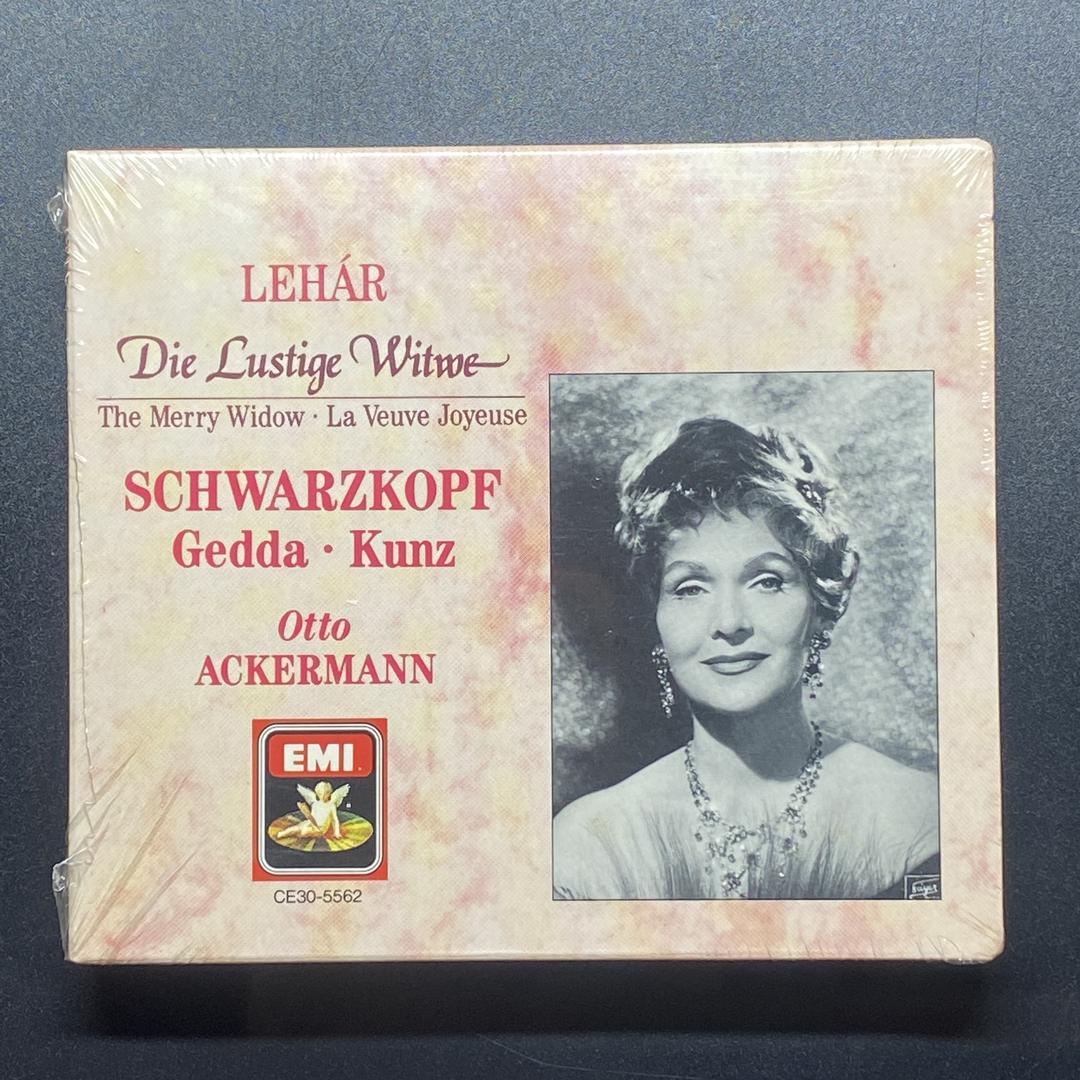 LEHÁR
Die Lustige Witwe
The Merry Widow · La Veuve Joyeuse
SCHWARZKOPF
Gedda · Kunz
Otto
ACKERMANN
EMI
CE30-5562